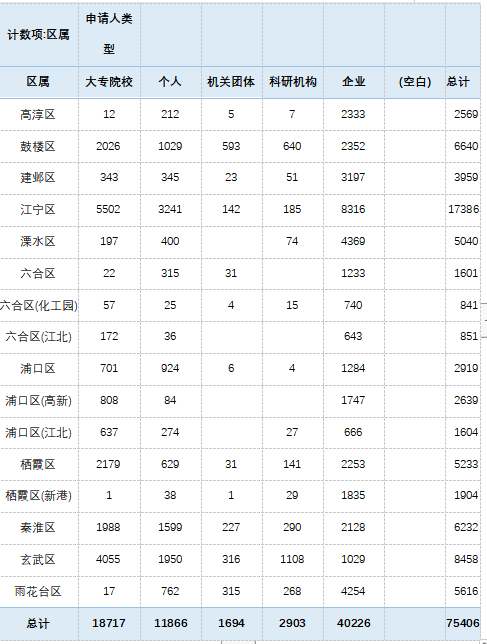 计数项:区属 申请人类型
区属 大专院校 个人 机关团体 科研机构 企业 (空白) 总计
高淳区 12 212 5 7 2333 2569
鼓楼区 2026 1029 593 640 2352 6640
建邺区 343 345 23 51 3197 3959
江宁区 5502 3241 142 185 8316 17386
溧水区 197 400 74 4369 5040
六合区 22 315 31 1233 1601
六合区(化工园) 57 25 4 15 740 841
六合区(江北) 172 36 643 851
浦口区 701 924 6 4 1284 2919
浦口区(高新) 808 84 1747 2639
浦口区(江北) 637 274 27 666 1604
栖霞区 2179 629 31 141 2253 5233
栖霞区(新港) 1 38 1 29 1835 1904
秦淮区 1988 1599 227 290 2128 6232
玄武区 4055 1950 316 1108 1029 8458
雨花台区 17 762 315 268 4254 5616
总计 18717 11866 1694 2903 40226 75406